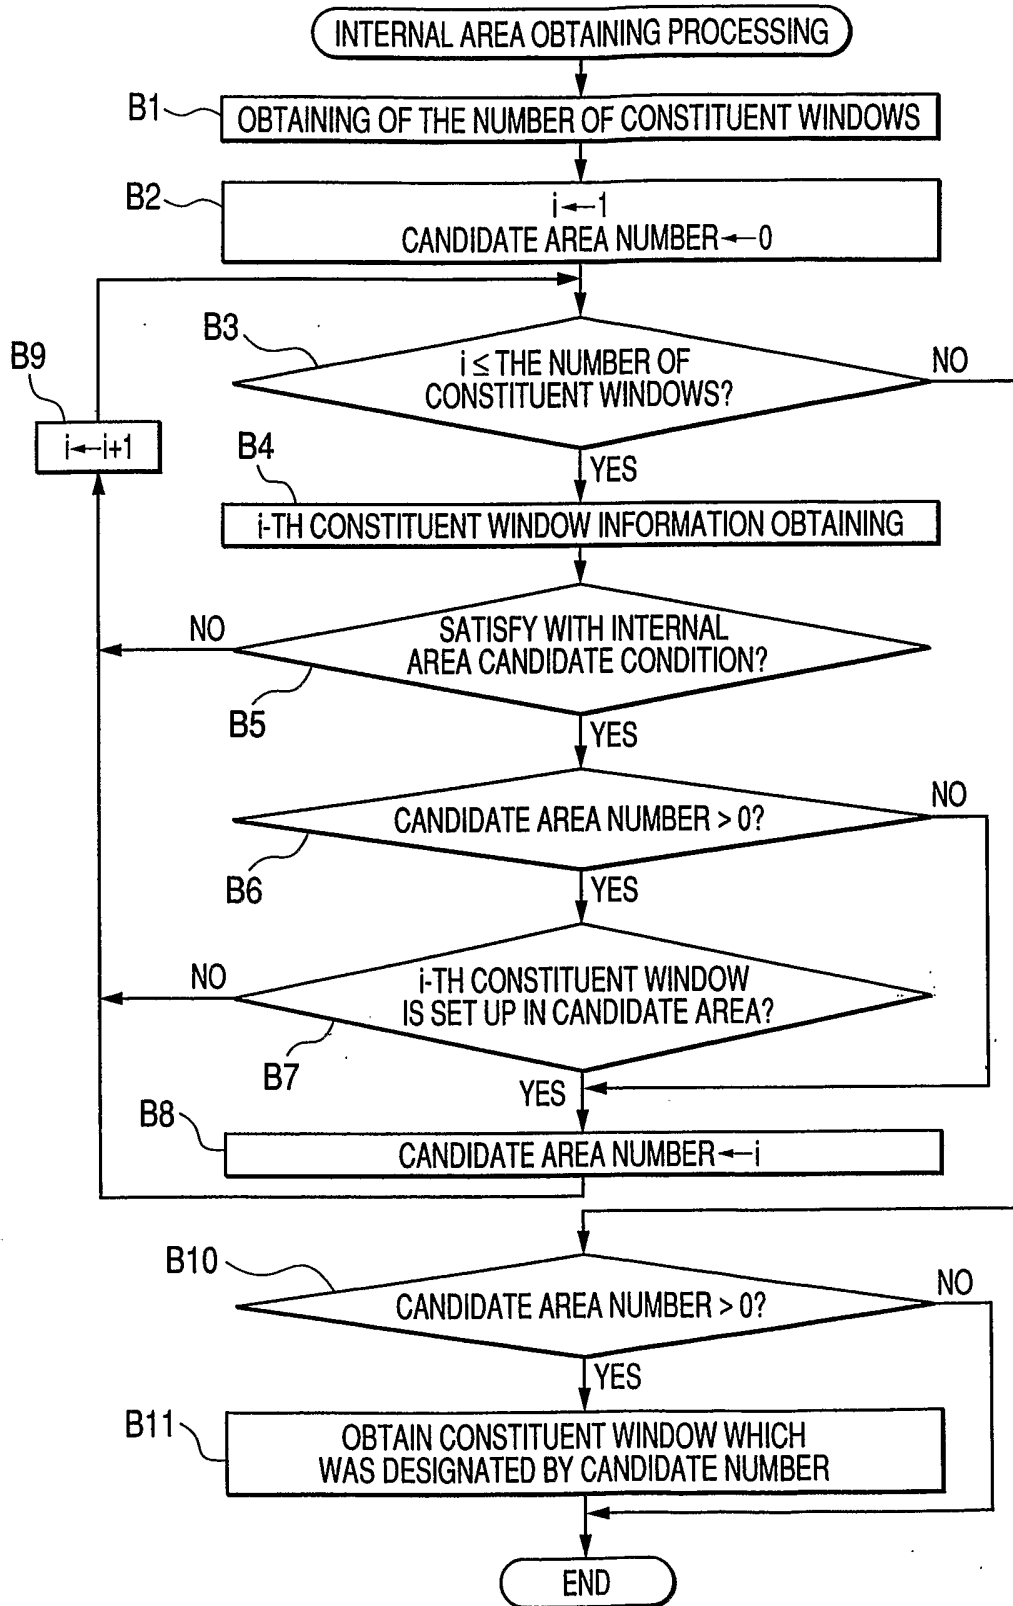 INTERNAL AREA OBTAINING PROCESSING
B1
OBTAINING OF THE NUMBER OF CONSTITUENT WINDOWS
B2
i←1
CANDIDATE AREA NUMBER←0
B3
i ≤ THE NUMBER OF
CONSTITUENT WINDOWS?
NO
B9
i←i+1
YES
B4
i-TH CONSTITUENT WINDOW INFORMATION OBTAINING
NO
SATISFY WITH INTERNAL
AREA CANDIDATE CONDITION?
B5
YES
CANDIDATE AREA NUMBER > 0?
NO
B6
YES
NO
i-TH CONSTITUENT WINDOW
IS SET UP IN CANDIDATE AREA?
B7
YES
B8
CANDIDATE AREA NUMBER←i
B10
CANDIDATE AREA NUMBER > 0?
NO
YES
B11
OBTAIN CONSTITUENT WINDOW WHICH
WAS DESIGNATED BY CANDIDATE NUMBER
END